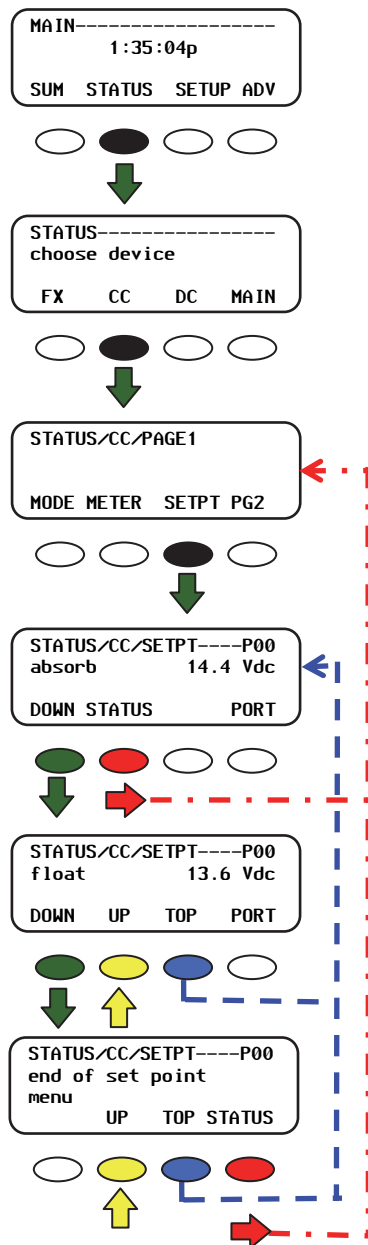 MAIN-------------------
1:35:04p
SUM STATUS SETUP ADV
STATUS-----------------
choose device
FX CC DC MAIN
STATUS/CC/PAGE1
MODE METER SETPT PG2
STATUS/CC/SETPT----P00
absorb 14.4 Vdc
DOWN STATUS PORT
STATUS/CC/SETPT----P00
float 13.6 Vdc
DOWN UP TOP PORT
STATUS/CC/SETPT----P00
end of set point
menu
UP TOP STATUS